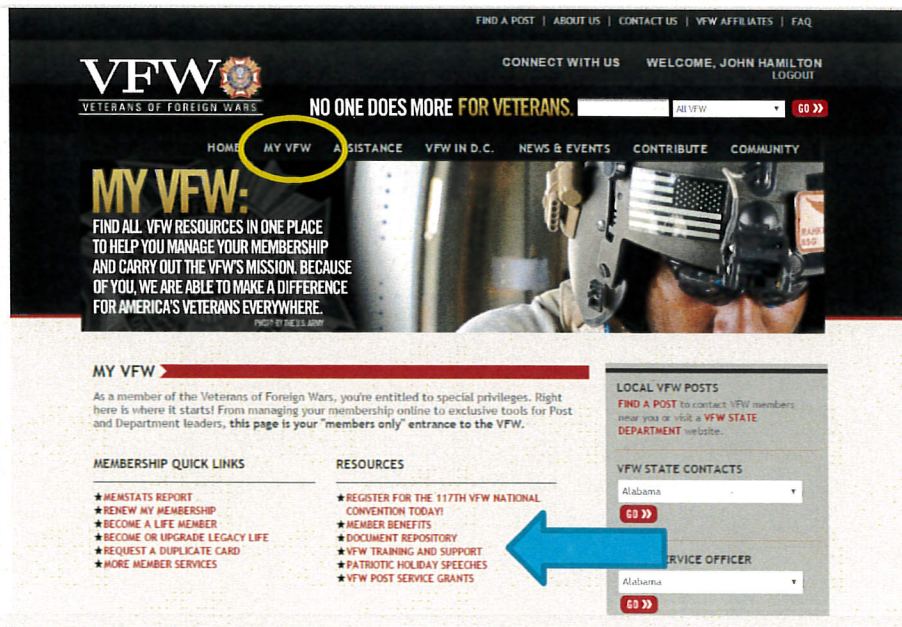 FIND A POST | ABOUT US | CONTACT US | VFW AFFILIATES | FAQ
CONNECT WITH US WELCOME, JOHN HAMILTON
LOGOUT
VFW
VETERANS OF FOREIGN WARS
NO ONE DOES MORE FOR VETERANS. All VFW GO
HOME MY VFW ASSISTANCE VFW IN D.C. NEWS & EVENTS CONTRIBUTE COMMUNITY
MY VFW:
FIND ALL VFW RESOURCES IN ONE PLACE
TO HELP YOU MANAGE YOUR MEMBERSHIP
AND CARRY OUT THE VFW'S MISSION. BECAUSE
OF YOU, WE ARE ABLE TO MAKE A DIFFERENCE
FOR AMERICA'S VETERANS EVERYWHERE.
PHOTO BY THE U.S. ARMY
MY VFW
As a member of the Veterans of Foreign Wars, you're entitled to special privileges. Right
here is where it starts! From managing your membership online to exclusive tools for Post
and Department leaders, this page is your "members only" entrance to the VFW.
MEMBERSHIP QUICK LINKS
★MEMSTATS REPORT
★RENEW MY MEMBERSHIP
★BECOME A LIFE MEMBER
★BECOME OR UPGRADE LEGACY LIFE
★REQUEST A DUPLICATE CARD
★MORE MEMBER SERVICES
RESOURCES
★REGISTER FOR THE 117TH VFW NATIONAL
CONVENTION TODAY!
★MEMBER BENEFITS
★DOCUMENT REPOSITORY
★VFW TRAINING AND SUPPORT
★PATRIOTIC HOLIDAY SPEECHES
★VFW POST SERVICE GRANTS
LOCAL VFW POSTS
FIND A POST to contact VFW members
near you or visit a VFW STATE
DEPARTMENT website.
VFW STATE CONTACTS
Alabama
GO
OFFICER
Alabama
GO